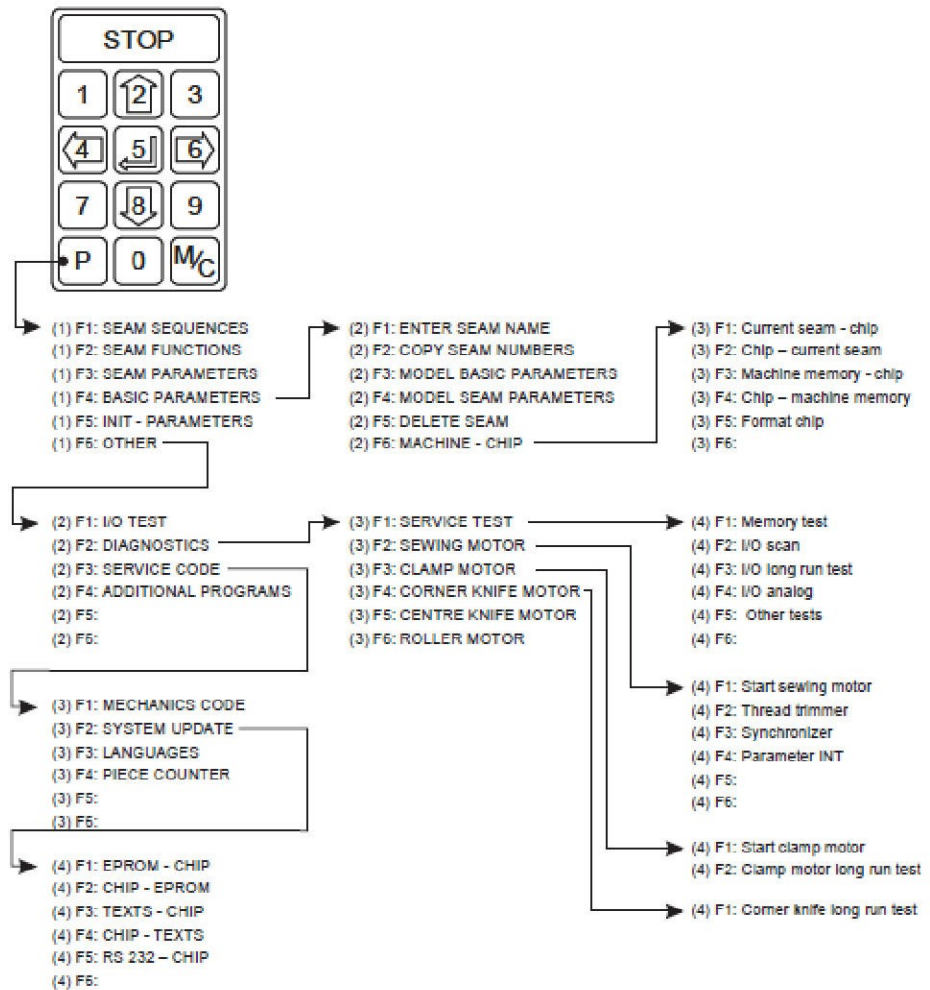 STOP
1 2 3
4 5 6
7 8 9
P 0 M/C
(1) F1: SEAM SEQUENCES
(1) F2: SEAM FUNCTIONS
(1) F3: SEAM PARAMETERS
(1) F4: BASIC PARAMETERS
(1) F5: INIT - PARAMETERS
(1) F6: OTHER
(2) F1: ENTER SEAM NAME
(2) F2: COPY SEAM NUMBERS
(2) F3: MODEL BASIC PARAMETERS
(2) F4: MODEL SEAM PARAMETERS
(2) F5: DELETE SEAM
(2) F6: MACHINE - CHIP
(3) F1: Current seam - chip
(3) F2: Chip – current seam
(3) F3: Machine memory - chip
(3) F4: Chip – machine memory
(3) F5: Format chip
(3) F6:
(2) F1: I/O TEST
(2) F2: DIAGNOSTICS
(2) F3: SERVICE CODE
(2) F4: ADDITIONAL PROGRAMS
(2) F5:
(2) F6:
(3) F1: SERVICE TEST
(3) F2: SEWING MOTOR
(3) F3: CLAMP MOTOR
(3) F4: CORNER KNIFE MOTOR
(3) F5: CENTRE KNIFE MOTOR
(3) F6: ROLLER MOTOR
(4) F1: Memory test
(4) F2: I/O scan
(4) F3: I/O long run test
(4) F4: I/O analog
(4) F5: Other tests
(4) F6:
(3) F1: MECHANICS CODE
(3) F2: SYSTEM UPDATE
(3) F3: LANGUAGES
(3) F4: PIECE COUNTER
(3) F5:
(3) F6:
(4) F1: Start sewing motor
(4) F2: Thread trimmer
(4) F3: Synchronizer
(4) F4: Parameter INT
(4) F5:
(4) F6:
(4) F1: Start clamp motor
(4) F2: Clamp motor long run test
(4) F1: Corner knife long run test
(4) F1: EPROM - CHIP
(4) F2: CHIP - EPROM
(4) F3: TEXTS - CHIP
(4) F4: CHIP - TEXTS
(4) F5: RS 232 – CHIP
(4) F6: